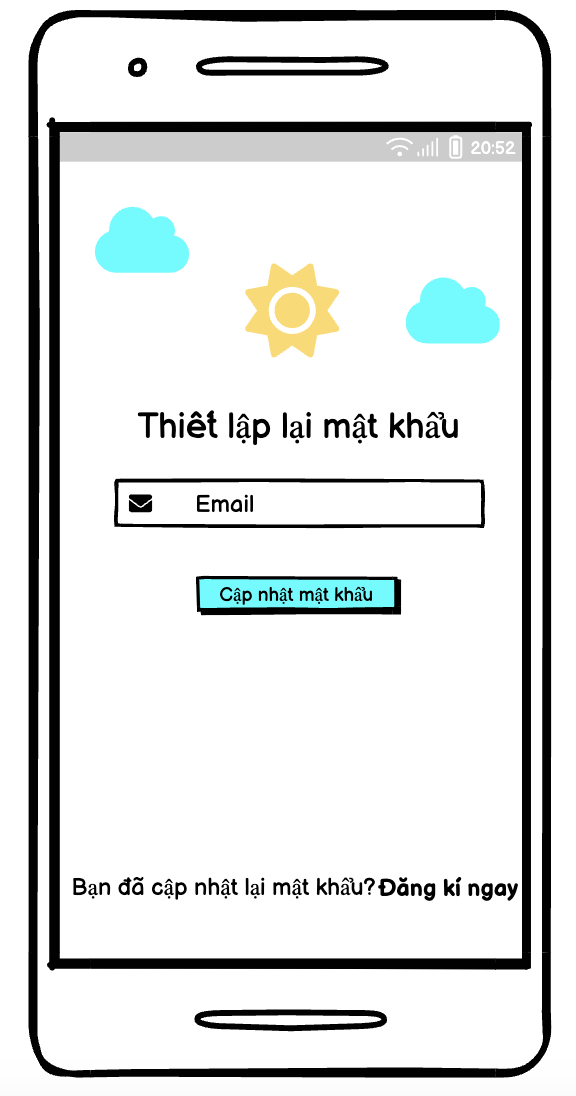 20:52
Thiết lập lại mật khẩu
Email
Cập nhật mật khẩu
Bạn đã cập nhật lại mật khẩu? Đăng kí ngay